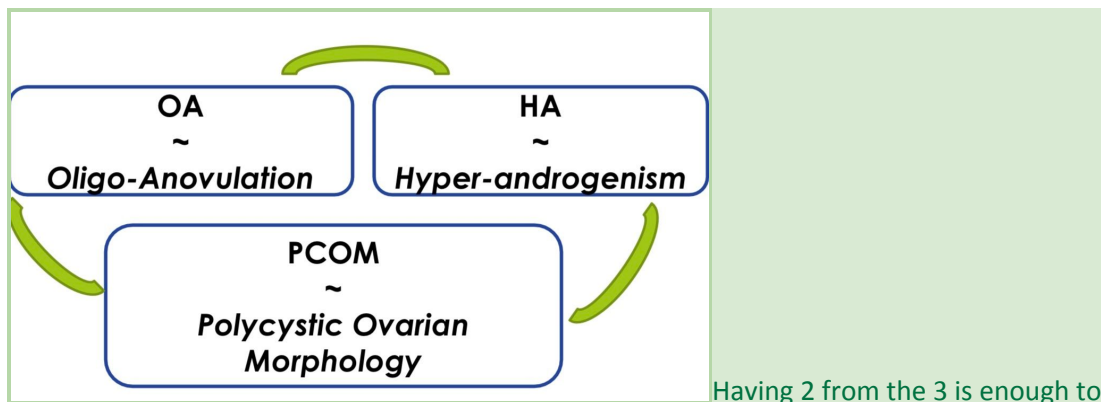 OA
~
Oligo-Anovulation
HA
~
Hyper-androgenism
PCOM
~
Polycystic Ovarian
Morphology
Having 2 from the 3 is enough to